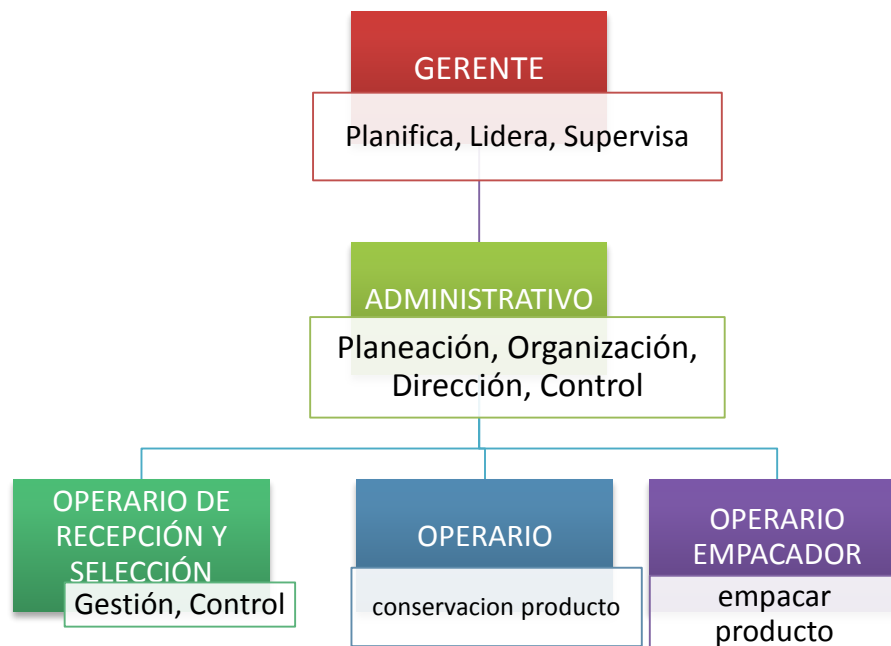 GERENTE
Planifica, Lidera, Supervisa
ADMINISTRATIVO
Planeación, Organización,
Dirección, Control
OPERARIO DE
RECEPCIÓN Y
SELECCIÓN
Gestión, Control
OPERARIO
conservacion producto
OPERARIO
EMPACADOR
empacar
producto